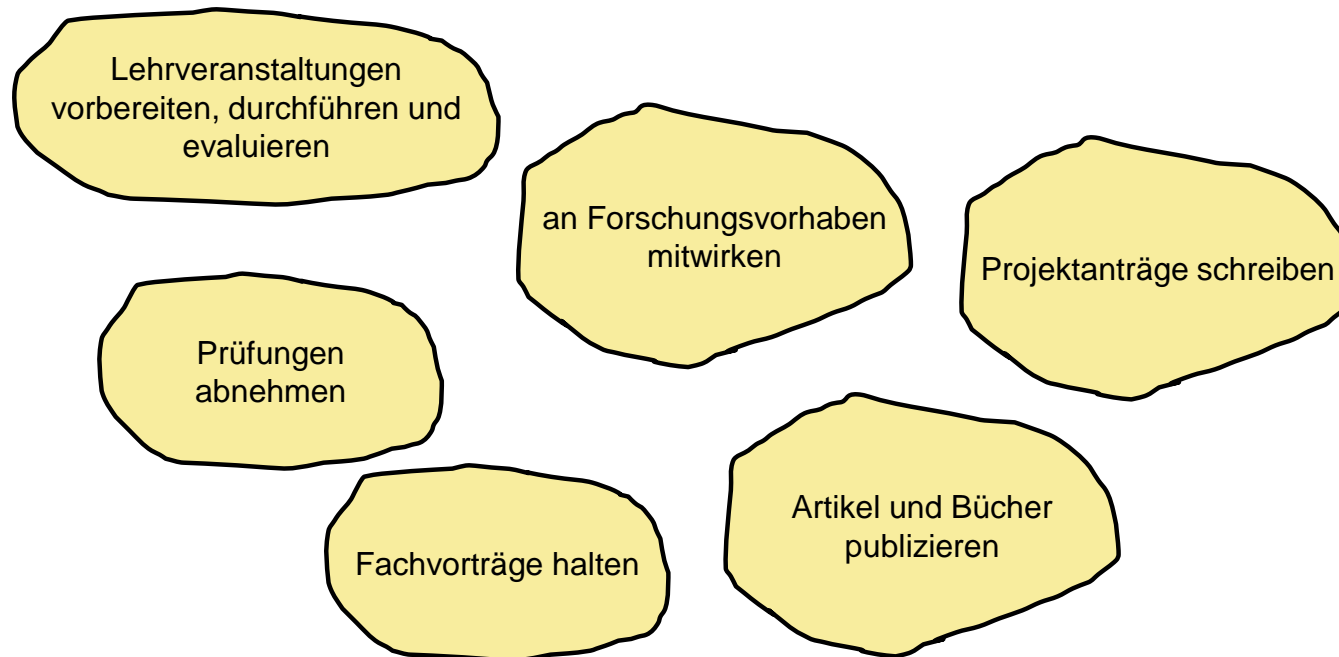 Lehrveranstaltungen
vorbereiten, durchführen und
evaluieren
an Forschungsvorhaben
mitwirken
Projektanträge schreiben
Prüfungen
abnehmen
Artikel und Bücher
publizieren
Fachvorträge halten